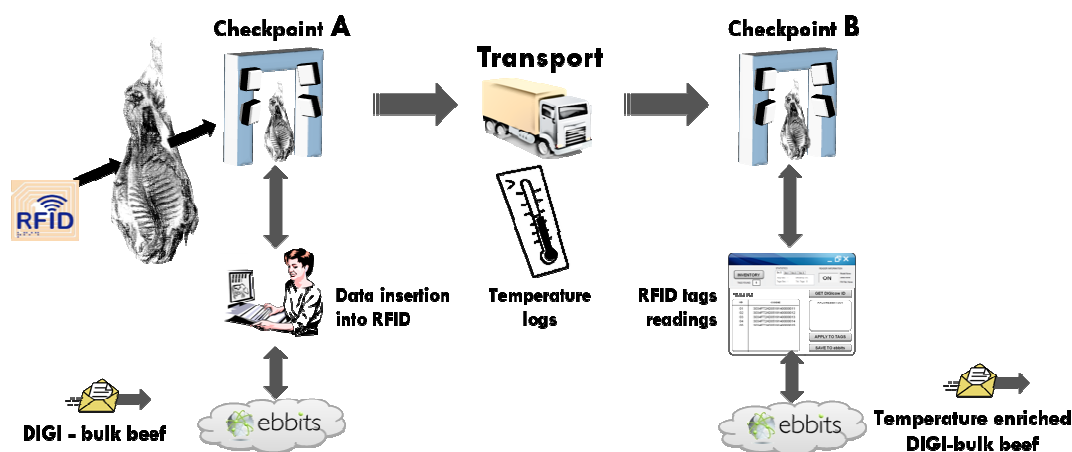 Checkpoint A
Transport
Checkpoint B
RFID
Data insertion
into RFID
Temperature
logs
RFID tags
readings
INVENTORY
ON
GET DIGIcow ID
APPLY TO TAGS
SAVE TO ebbits
DIGI - bulk beef
ebbits
ebbits
Temperature enriched
DIGI-bulk beef